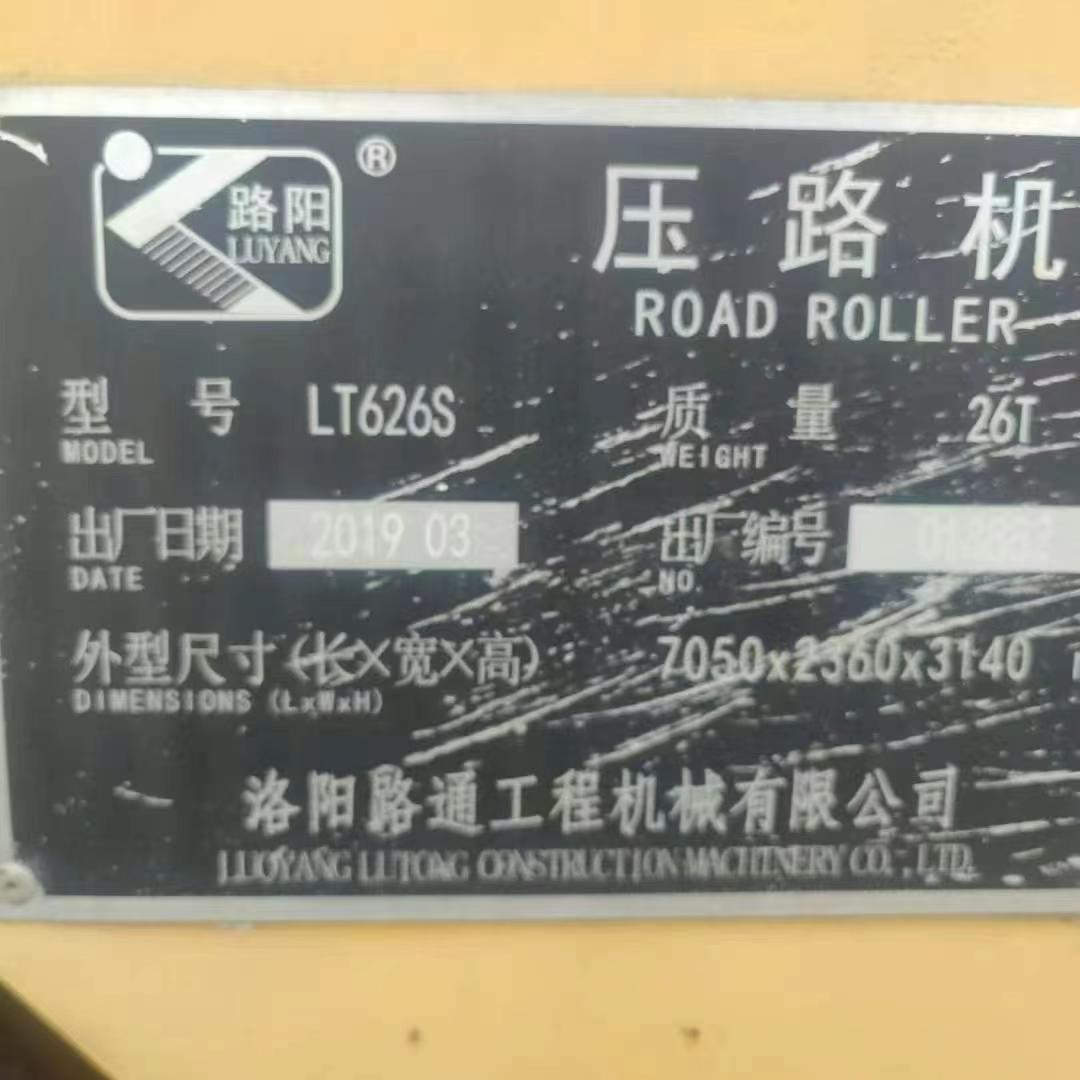 路阳
LUYANG
®
压路机
ROAD ROLLER
型号 LT626S 质量 26T
MODEL WEIGHT
出厂日期 2019 03 出厂编号
DATE NO.
外型尺寸(长×宽×高) 7050x2360x3140
DIMENSIONS (LxWxH)
洛阳路通工程机械有限公司
LUOYANG LUTONG CONSTRUCTION MACHINERY CO.,LTD.